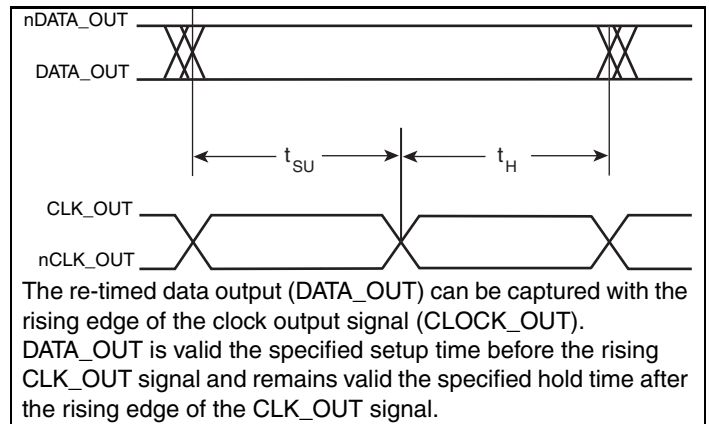 nDATA_OUT
DATA_OUT
tSU
tH
CLK_OUT
nCLK_OUT
The re-timed data output (DATA_OUT) can be captured with the
rising edge of the clock output signal (CLOCK_OUT).
DATA_OUT is valid the specified setup time before the rising
CLK_OUT signal and remains valid the specified hold time after
the rising edge of the CLK_OUT signal.